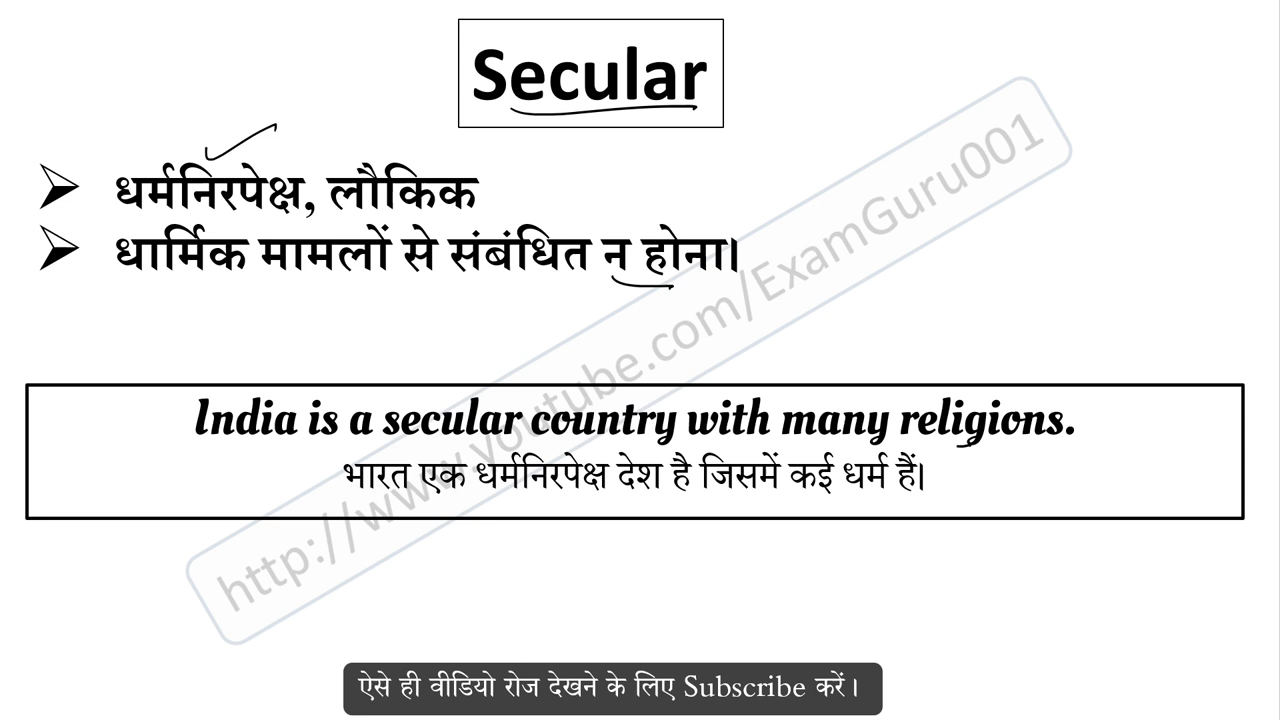 Secular
धर्मनिरपेक्ष, लौकिक
धार्मिक मामलों से संबंधित न होना।
http://www.youtube.com/ExamGuru001
India is a secular country with many religions.
भारत एक धर्मनिरपेक्ष देश है जिसमें कई धर्म हैं।
ऐसे ही वीडियो रोज देखने के लिए Subscribe करें।